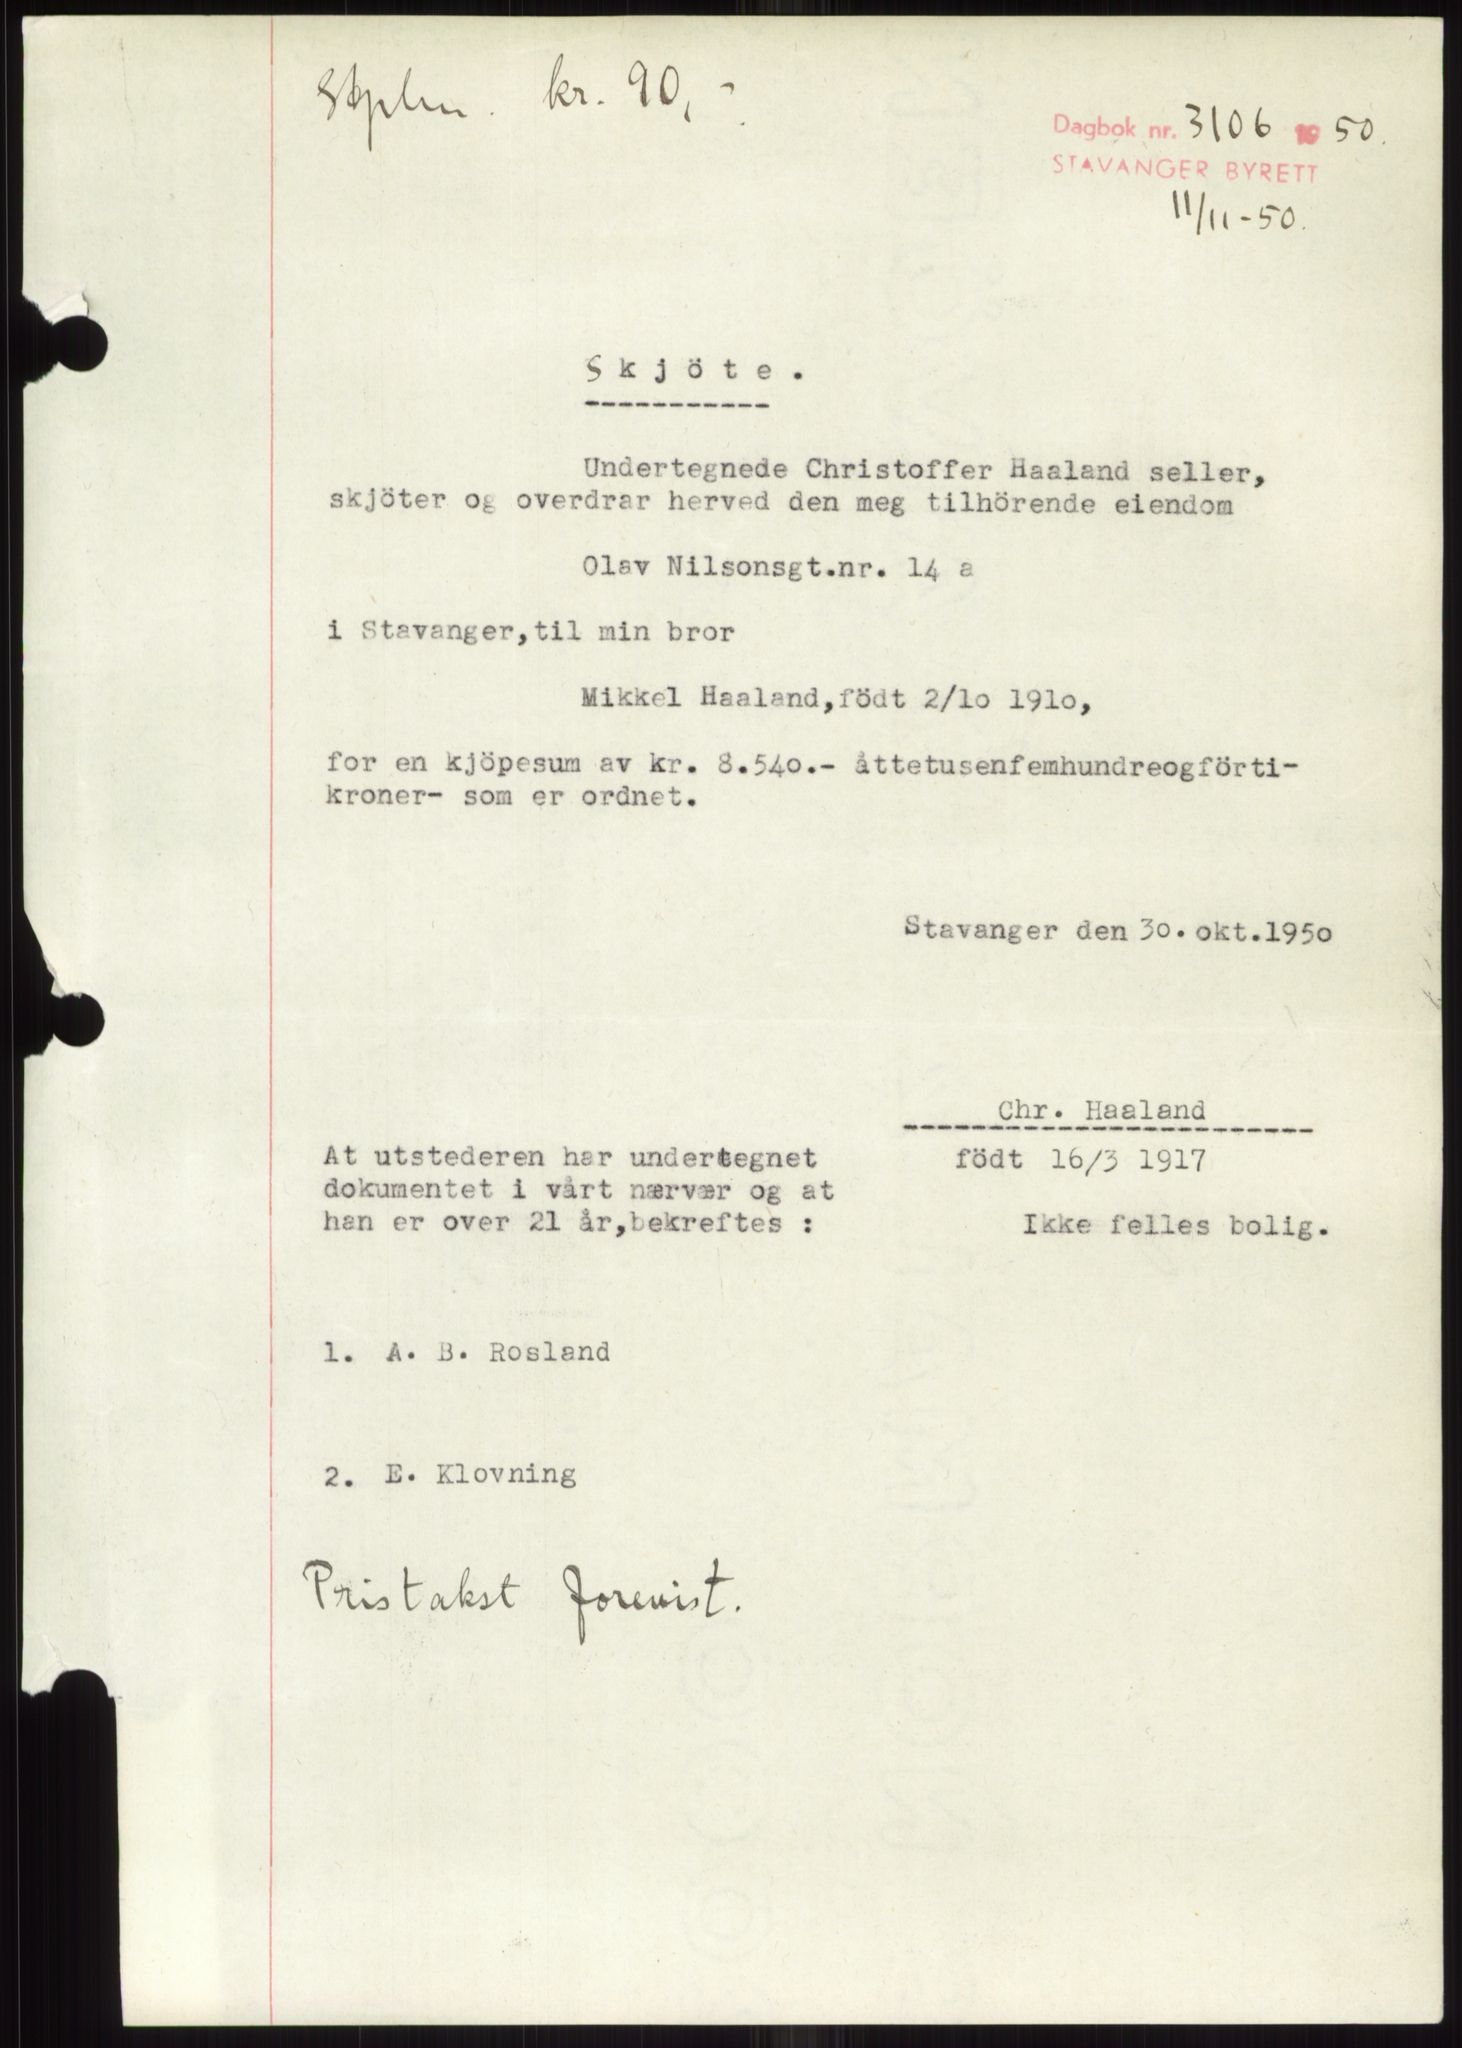 kr. 90,-
Dagbok nr. 3106 1950.
STAVANGER BYRETT
11/11-50.
Skjöte.
Undertegnede Christoffer Haaland seller,
skjöter og overdrar herved den meg tilhörende eiendom
Olav Nilsonsgt.nr. 14 a
i Stavanger,til min bror
Mikkel Haaland,födt 2/lo 191o,
for en kjöpesum av kr. 8.54o.- åttetusenfemhundreogförti-
kroner- som er ordnet.
Stavanger den 3o. okt.195o
Chr. Haaland
At utstederen har undertegnet
dokumentet i vårt nærvær og at
han er over 21 år,bekreftes :
födt 16/3 1917
Ikke felles bolig.
1. A. B. Rosland
2. E. Klovning
Pristakst forevist.